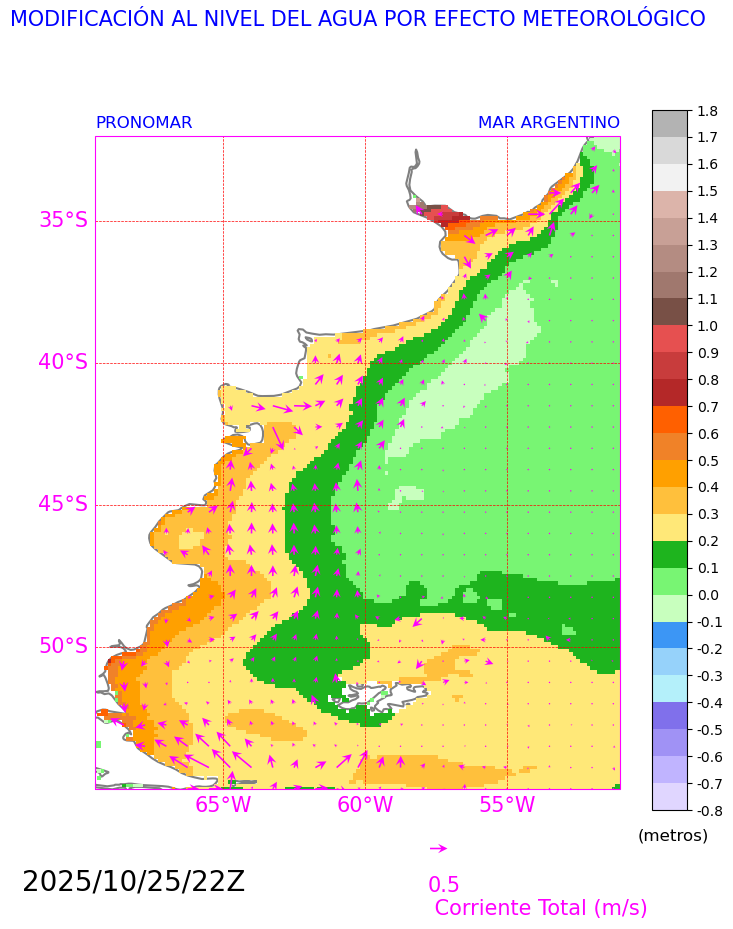 MODIFICACIÓN AL NIVEL DEL AGUA POR EFECTO METEOROLÓGICO
PRONOMAR MAR ARGENTINO
35°S
40°S
45°S
50°S
65°W 60°W 55°W
1.8
1.7
1.6
1.5
1.4
1.3
1.2
1.1
1.0
0.9
0.8
0.7
0.6
0.5
0.4
0.3
0.2
0.1
0.0
-0.1
-0.2
-0.3
-0.4
-0.5
-0.6
-0.7
-0.8
(metros)
2025/10/25/22Z
0.5
Corriente Total (m/s)